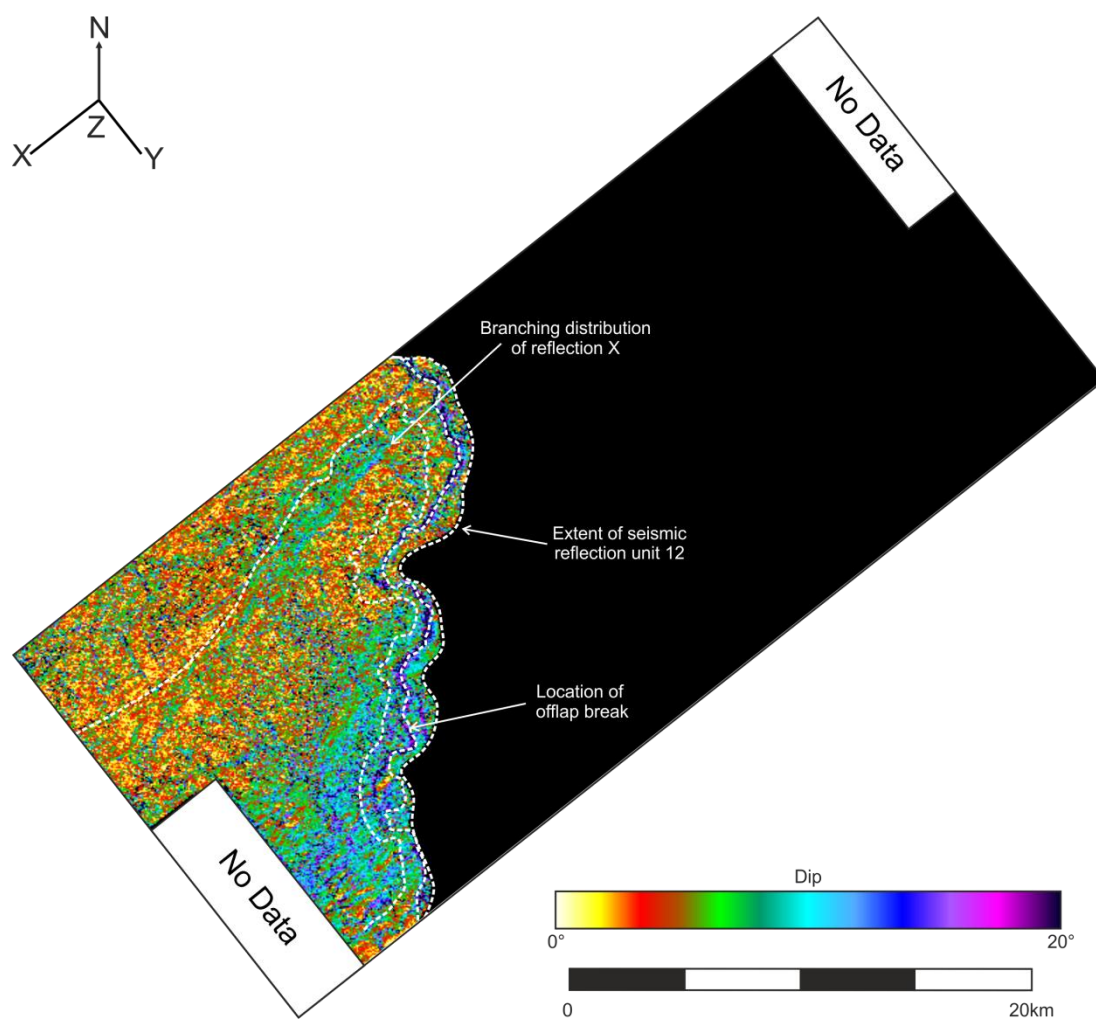 N
Z
X
Y
No Data
Branching distribution
of reflection X
Extent of seismic
reflection unit 12
Location of
offlap break
No Data
Dip
0°
20°
0
20km